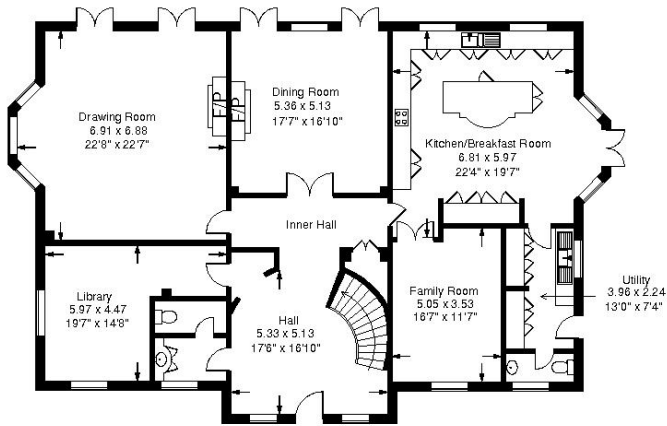 Drawing Room
6.91 x 6.88
22'8" x 22'7"
FP
FP
Dining Room
5.36 x 5.13
17'7" x 16'10"
Kitchen/Breakfast Room
6.81 x 5.97
22'4" x 19'7"
Inner Hall
Library
5.97 x 4.47
19'7" x 14'8"
Hall
5.33 x 5.13
17'6" x 16'10"
Family Room
5.05 x 3.53
16'7" x 11'7"
Utility
3.96 x 2.24
13'0" x 7'4"